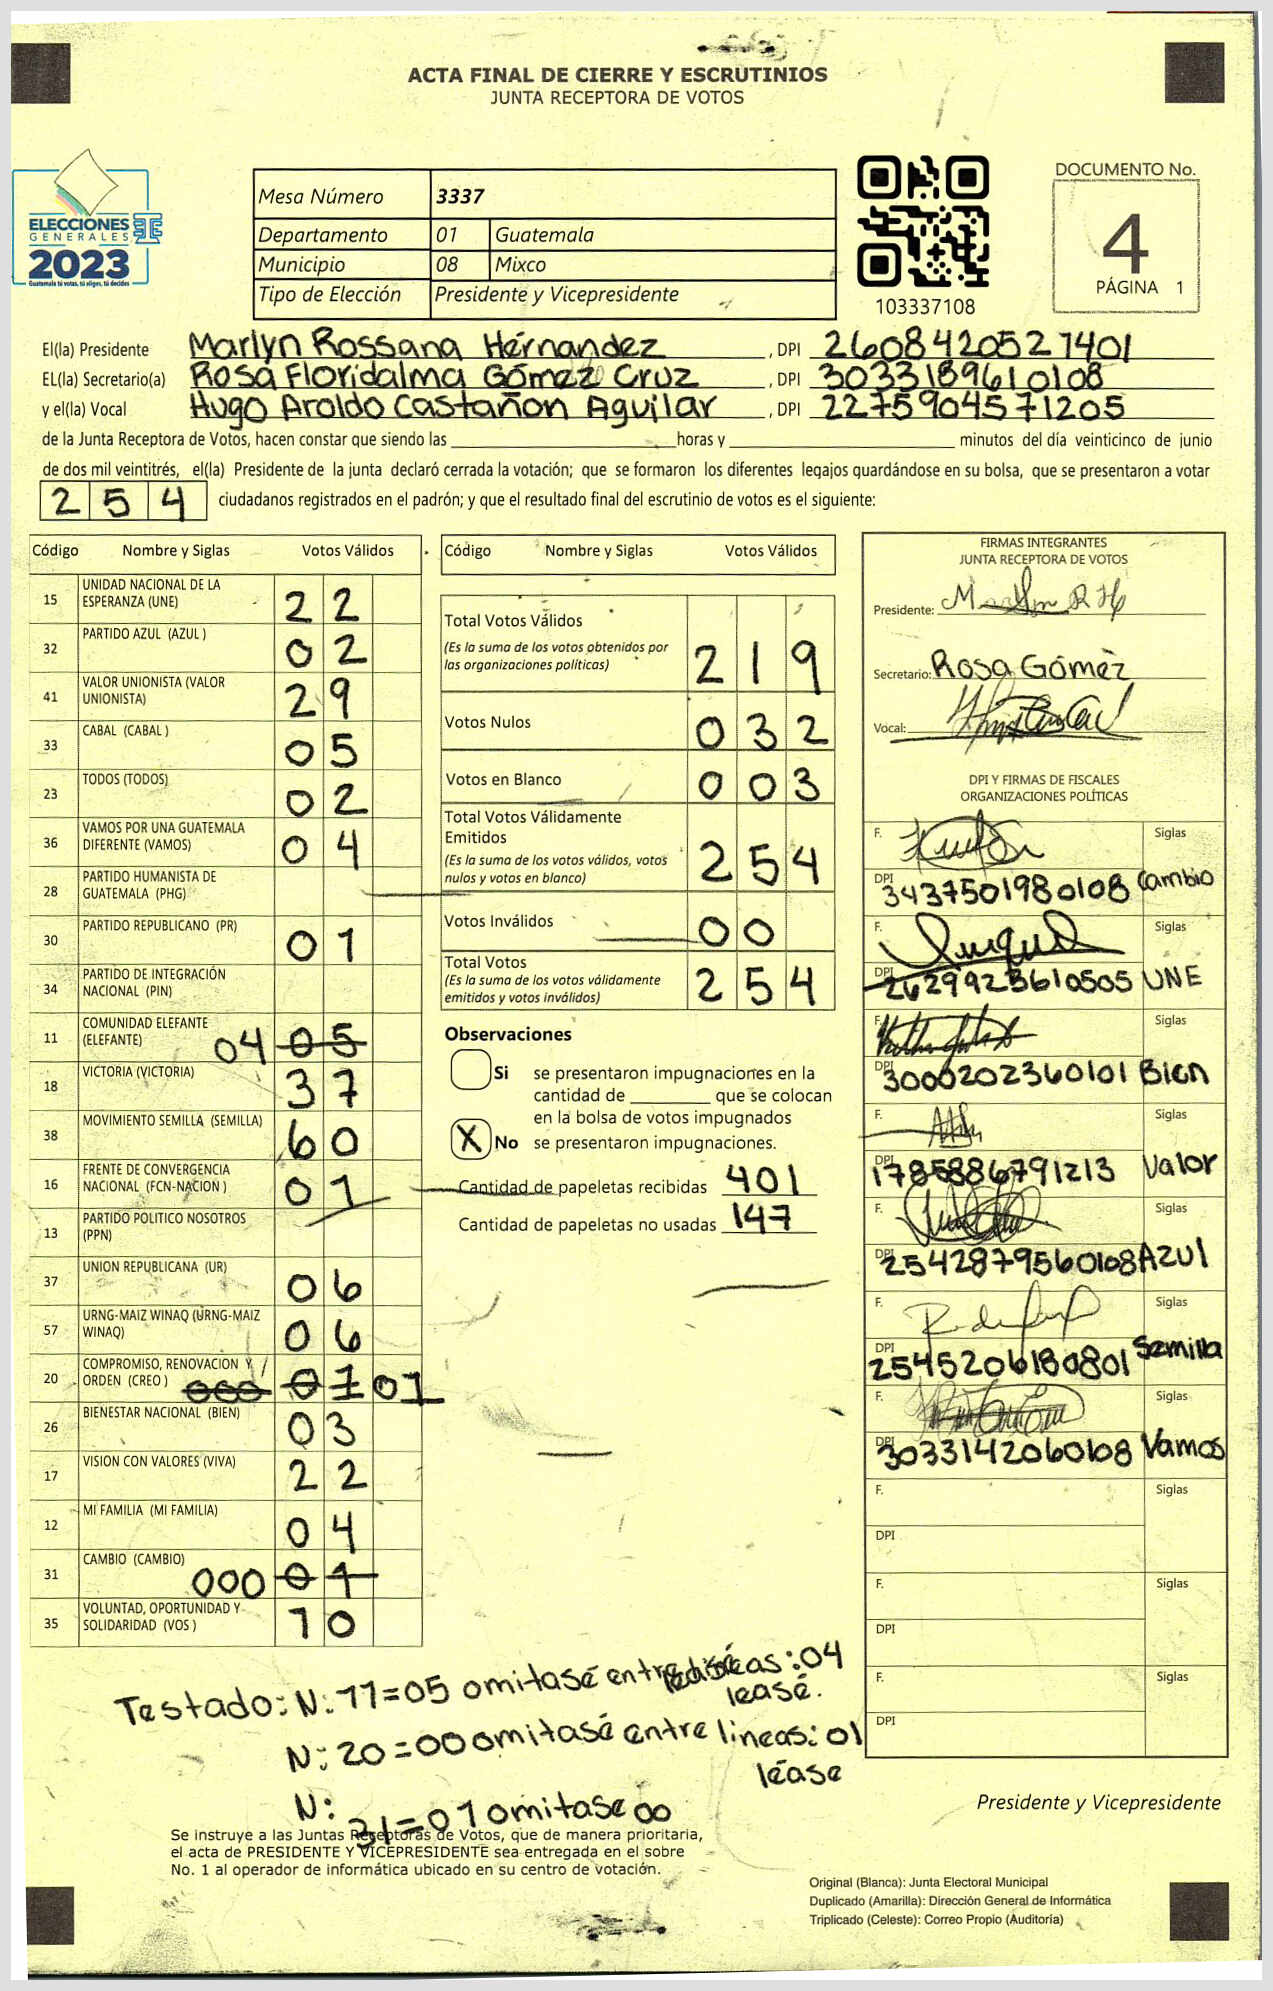 ACTA FINAL DE CIERRE Y ESCRUTINIOS
JUNTA RECEPTORA DE VOTOS
ELECCIONES
GENERALES
2023
Guatemala tú votas, tú eliges, tú decides
Mesa Número 3337
Departamento 01 Guatemala
Municipio 08 Mixco
Tipo de Elección Presidente y Vicepresidente
103337108
DOCUMENTO No.
4
PÁGINA 1
El(la) Presidente Marlyn Rossana Hérnandez , DPI 2608420527401
EL(la) Secretario(a) Rosa Floridalma Gómez Cruz , DPI 3033189610108
y el(la) Vocal Hugo Aroldo Castañon Aguilar , DPI 2275904571205
de la Junta Receptora de Votos, hacen constar que siendo las horas y minutos del día veinticinco de junio
de dos mil veintitrés, el(la) Presidente de la junta declaró cerrada la votación; que se formaron los diferentes legajos guardándose en su bolsa, que se presentaron a votar
254 ciudadanos registrados en el padrón; y que el resultado final del escrutinio de votos es el siguiente:
Código Nombre y Siglas Votos Válidos
15 UNIDAD NACIONAL DE LA
ESPERANZA (UNE) 22
32 PARTIDO AZUL (AZUL ) 02
41 VALOR UNIONISTA (VALOR
UNIONISTA) 29
33 CABAL (CABAL ) 05
23 TODOS (TODOS) 02
36 VAMOS POR UNA GUATEMALA
DIFERENTE (VAMOS) 04
28 PARTIDO HUMANISTA DE
GUATEMALA (PHG)
30 PARTIDO REPUBLICANO (PR) 01
34 PARTIDO DE INTEGRACIÓN
NACIONAL (PIN)
11 COMUNIDAD ELEFANTE
(ELEFANTE) 04 05
18 VICTORIA (VICTORIA) 37
38 MOVIMIENTO SEMILLA (SEMILLA) 60
16 FRENTE DE CONVERGENCIA
NACIONAL (FCN-NACION ) 01
13 PARTIDO POLITICO NOSOTROS
(PPN)
37 UNION REPUBLICANA (UR) 06
57 URNG-MAIZ WINAQ (URNG-MAIZ
WINAQ) 06
20 COMPROMISO, RENOVACION Y
ORDEN (CREO ) 000 01 01
26 BIENESTAR NACIONAL (BIEN) 03
17 VISION CON VALORES (VIVA) 22
12 MI FAMILIA (MI FAMILIA) 04
31 CAMBIO (CAMBIO) 000 01
35 VOLUNTAD, OPORTUNIDAD Y
SOLIDARIDAD (VOS ) 10
Código Nombre y Siglas Votos Válidos
Total Votos Válidos
(Es la suma de los votos obtenidos por
las organizaciones políticas) 219
Votos Nulos 032
Votos en Blanco 003
Total Votos Válidamente
Emitidos
(Es la suma de los votos válidos, votos
nulos y votos en blanco) 254
Votos Inválidos 00
Total Votos
(Es la suma de los votos válidamente
emitidos y votos inválidos) 254
Observaciones
Si se presentaron impugnaciones en la
cantidad de que se colocan
en la bolsa de votos impugnados
X No se presentaron impugnaciones.
Cantidad de papeletas recibidas 401
Cantidad de papeletas no usadas 147
FIRMAS INTEGRANTES
JUNTA RECEPTORA DE VOTOS
Presidente:
Secretario: Rosa Gómez
Vocal:
DPI Y FIRMAS DE FISCALES
ORGANIZACIONES POLÍTICAS
F. Siglas
DPI 3437501980108 Cambio
F. Siglas
DPI 2629923610505 UNE
F. Siglas
DPI 3000202360101 Bien
F. Siglas
DPI 1785886791213 Valor
F. Siglas
DPI 2542879560108 AZUL
F. Siglas
DPI 2545206180801 Semilla
F. Siglas
DPI 3033142060108 Vamos
F. Siglas
DPI
F. Siglas
DPI
F. Siglas
DPI
Testado: N: 11=05 omitasé entre líneas: 04
leasé.
N: 20=00 omitasé entre lineas: 01
léase
N: 31=01 omitase 00
Se instruye a las Juntas Receptoras de Votos, que de manera prioritaria,
el acta de PRESIDENTE Y VICEPRESIDENTE sea entregada en el sobre
No. 1 al operador de informática ubicado en su centro de votación.
Presidente y Vicepresidente
Original (Blanca): Junta Electoral Municipal
Duplicado (Amarilla): Dirección General de Informática
Triplicado (Celeste): Correo Propio (Auditoría)